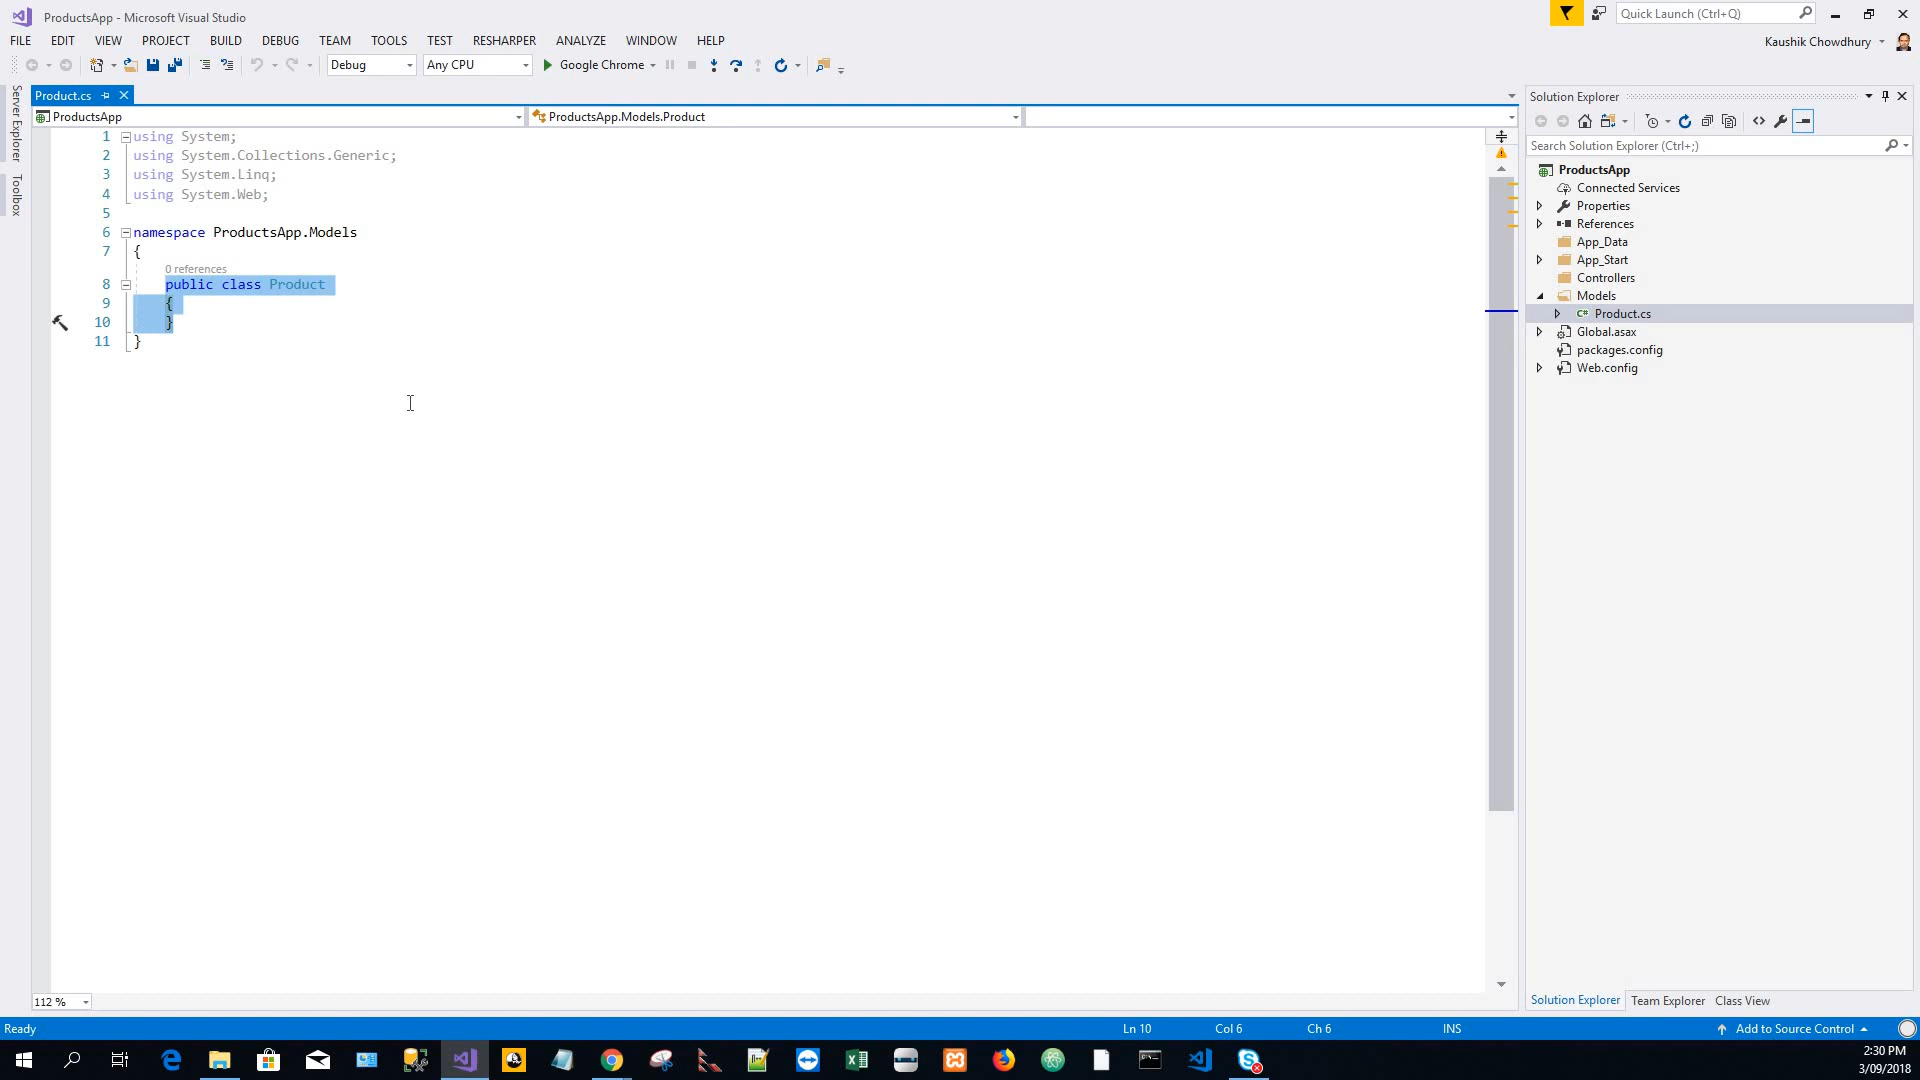 ProductsApp - Microsoft Visual Studio
Quick Launch (Ctrl+Q)
FILE EDIT VIEW PROJECT BUILD DEBUG TEAM TOOLS TEST RESHARPER ANALYZE WINDOW HELP
Kaushik Chowdhury
Debug Any CPU Google Chrome
Server Explorer
Toolbox
Product.cs
ProductsApp ProductsApp.Models.Product
1 using System;
2 using System.Collections.Generic;
3 using System.Linq;
4 using System.Web;
5
6 namespace ProductsApp.Models
7 {
0 references
8 public class Product
9 {
10 }
11 }
112 %
Solution Explorer
Search Solution Explorer (Ctrl+;)
ProductsApp
Connected Services
Properties
References
App_Data
App_Start
Controllers
Models
C# Product.cs
Global.asax
packages.config
Web.config
Solution Explorer Team Explorer Class View
Ready Ln 10 Col 6 Ch 6 INS Add to Source Control
2:30 PM
3/09/2018